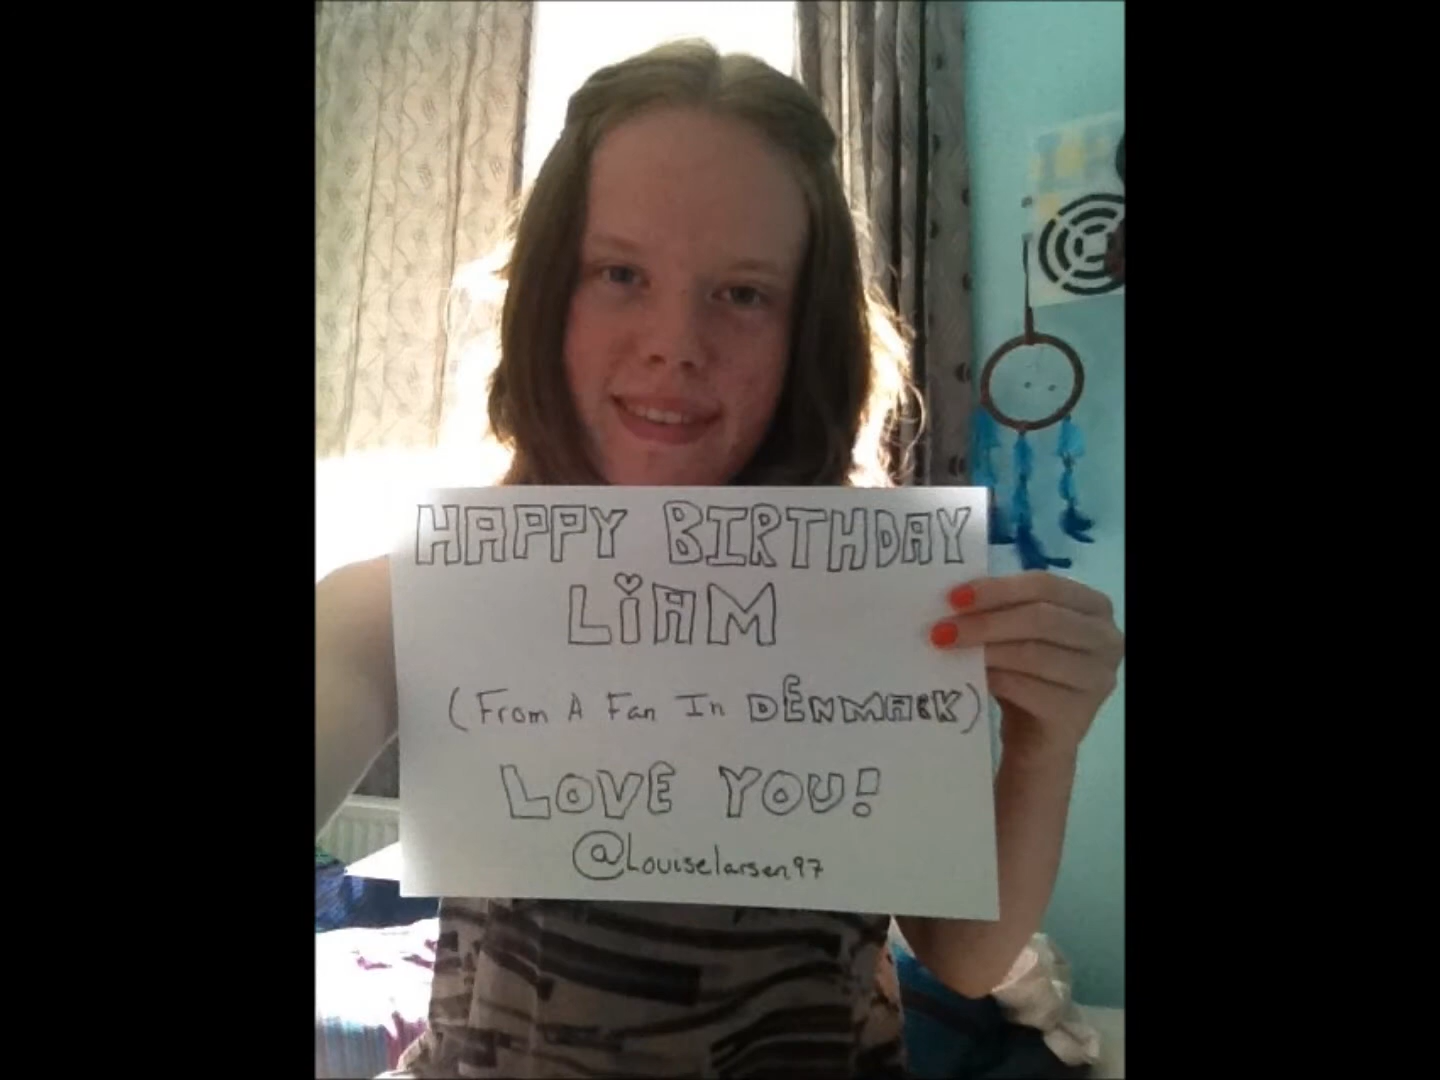 HAPPY BIRTHDAY
LiAM
(From A Fan In DENMARK)
LOVE YOU!
@Louiselarsen97